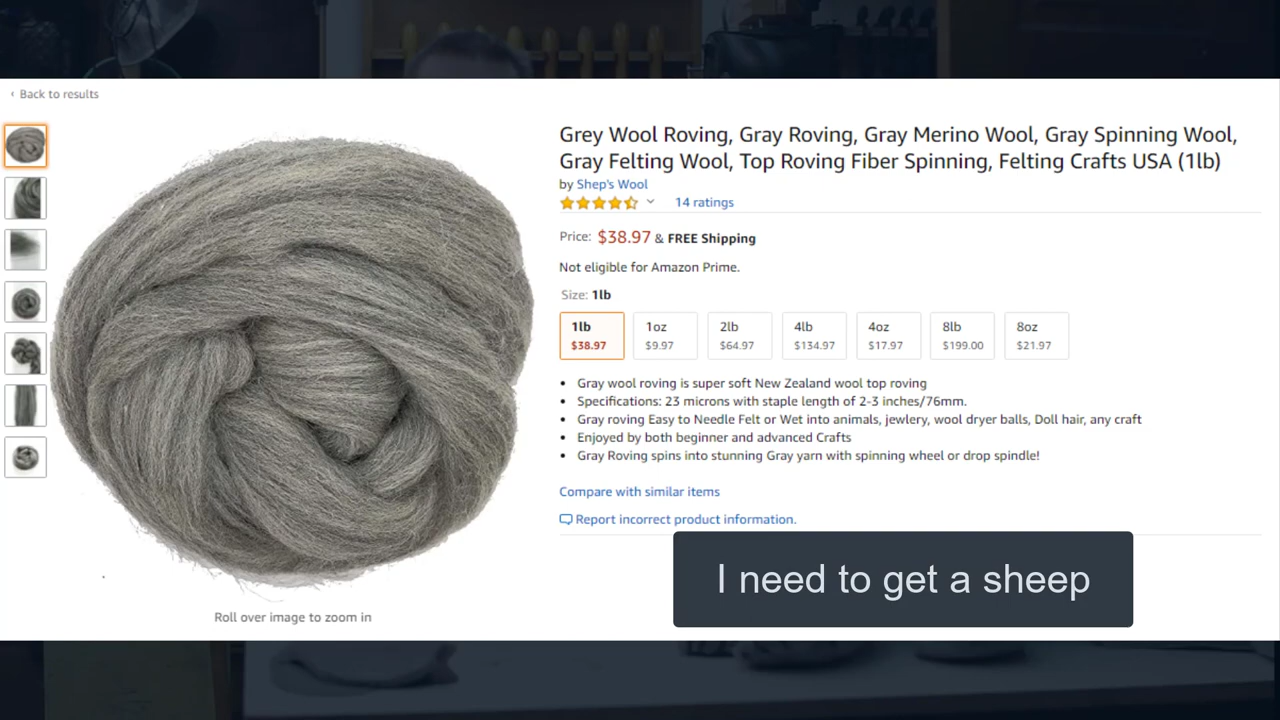 ‹ Back to results
Grey Wool Roving, Gray Roving, Gray Merino Wool, Gray Spinning Wool,
Gray Felting Wool, Top Roving Fiber Spinning, Felting Crafts USA (1lb)
by Shep's Wool
14 ratings
Price: $38.97 & FREE Shipping
Not eligible for Amazon Prime.
Size: 1lb
1lb 1oz 2lb 4lb 4oz 8lb 8oz
$38.97 $9.97 $64.97 $134.97 $17.97 $199.00 $21.97
• Gray wool roving is super soft New Zealand wool top roving
• Specifications: 23 microns with staple length of 2-3 inches/76mm.
• Gray roving Easy to Needle Felt or Wet into animals, jewlery, wool dryer balls, Doll hair, any craft
• Enjoyed by both beginner and advanced Crafts
• Gray Roving spins into stunning Gray yarn with spinning wheel or drop spindle!
Compare with similar items
Report incorrect product information.
I need to get a sheep
Roll over image to zoom in